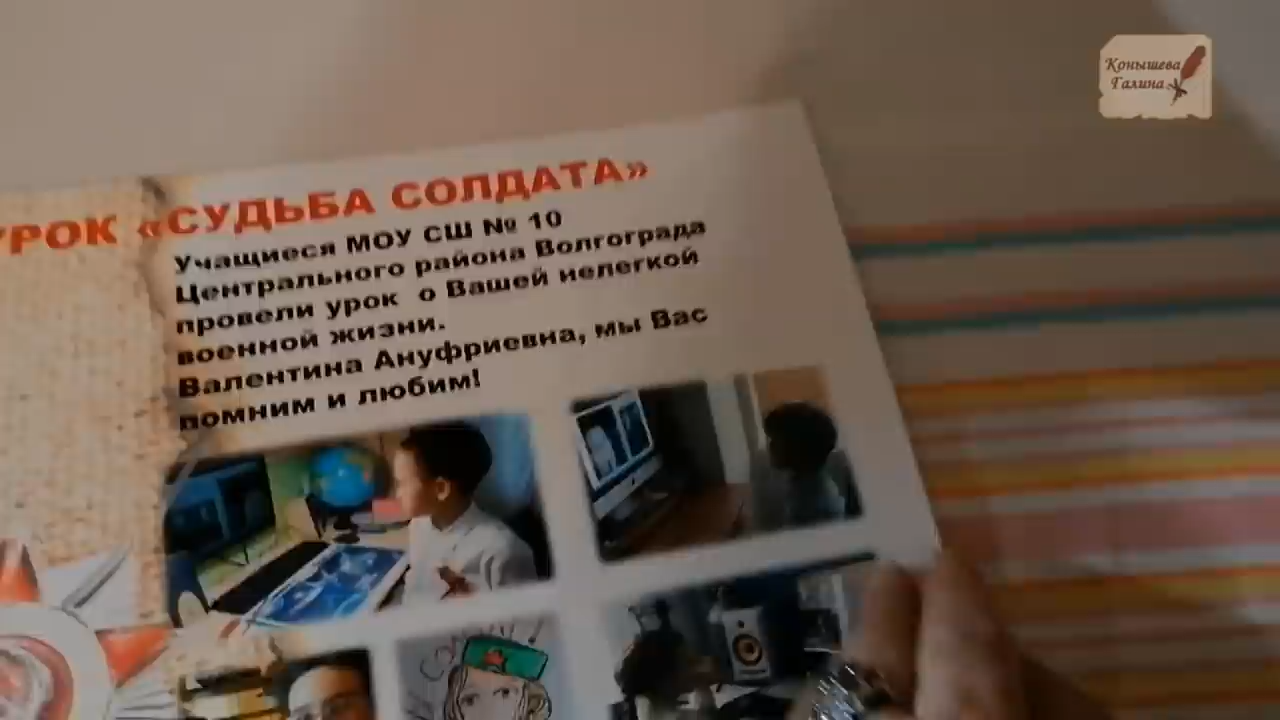 Конышева
Галина
УРОК «СУДЬБА СОЛДАТА»
Учащиеся МОУ СШ № 10
Центрального района Волгограда
провели урок о Вашей нелегкой
военной жизни.
Валентина Ануфриевна, мы Вас
помним и любим!